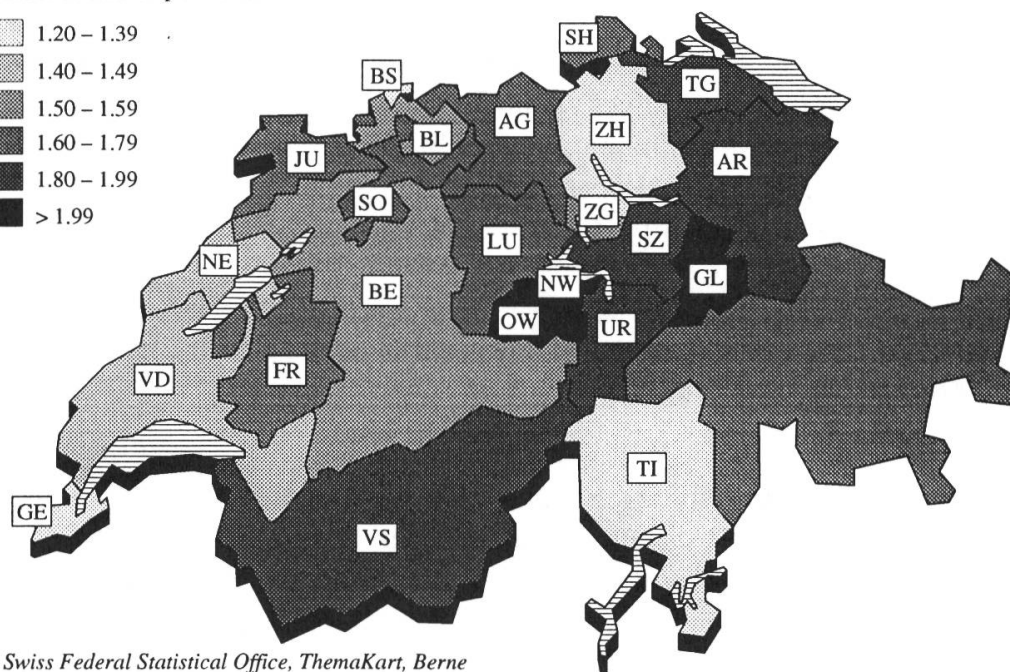 1.20 – 1.39
1.40 – 1.49
1.50 – 1.59
1.60 – 1.79
1.80 – 1.99
> 1.99
SH
BS
TG
AG
ZH
BL
JU
AR
SO
ZG
LU
SZ
NE
BE
NW
GL
OW
UR
FR
VD
TI
GE
VS
Swiss Federal Statistical Office, ThemaKart, Berne